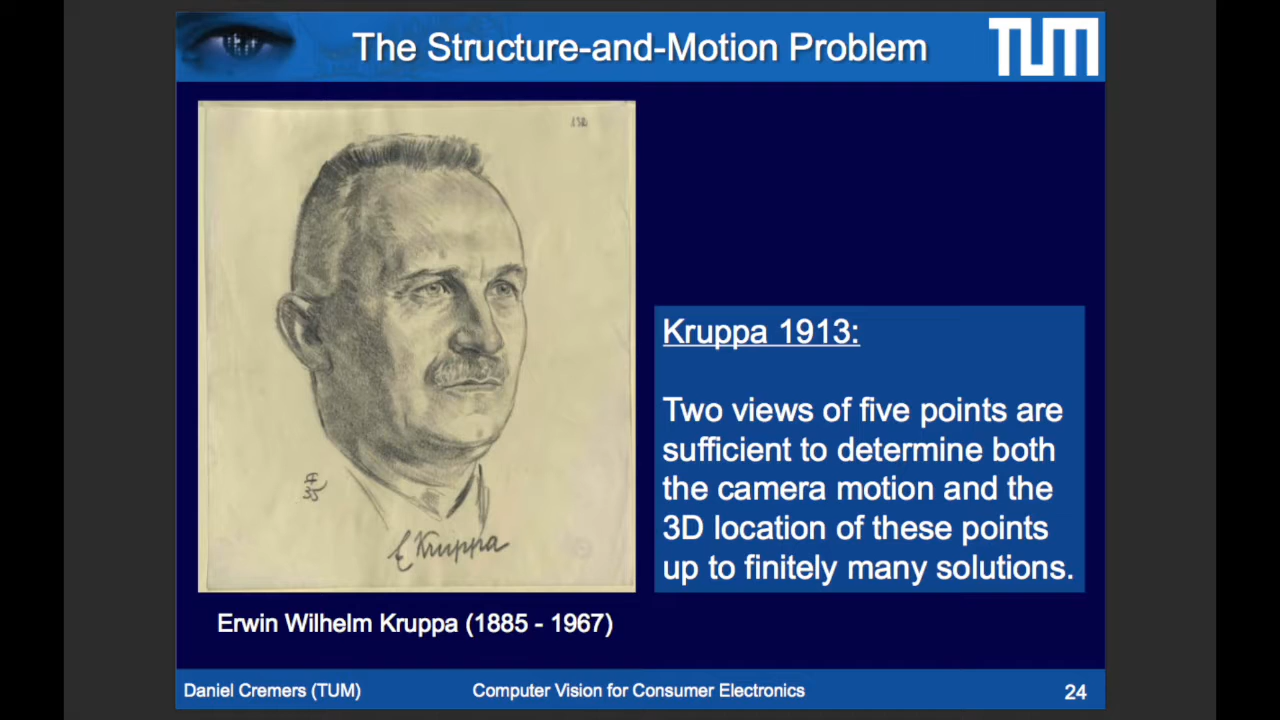 The Structure-and-Motion Problem
TUM
Kruppa 1913:
Two views of five points are
sufficient to determine both
the camera motion and the
3D location of these points
up to finitely many solutions.
35
E Kruppa
Erwin Wilhelm Kruppa (1885 - 1967)
Daniel Cremers (TUM)
Computer Vision for Consumer Electronics
24